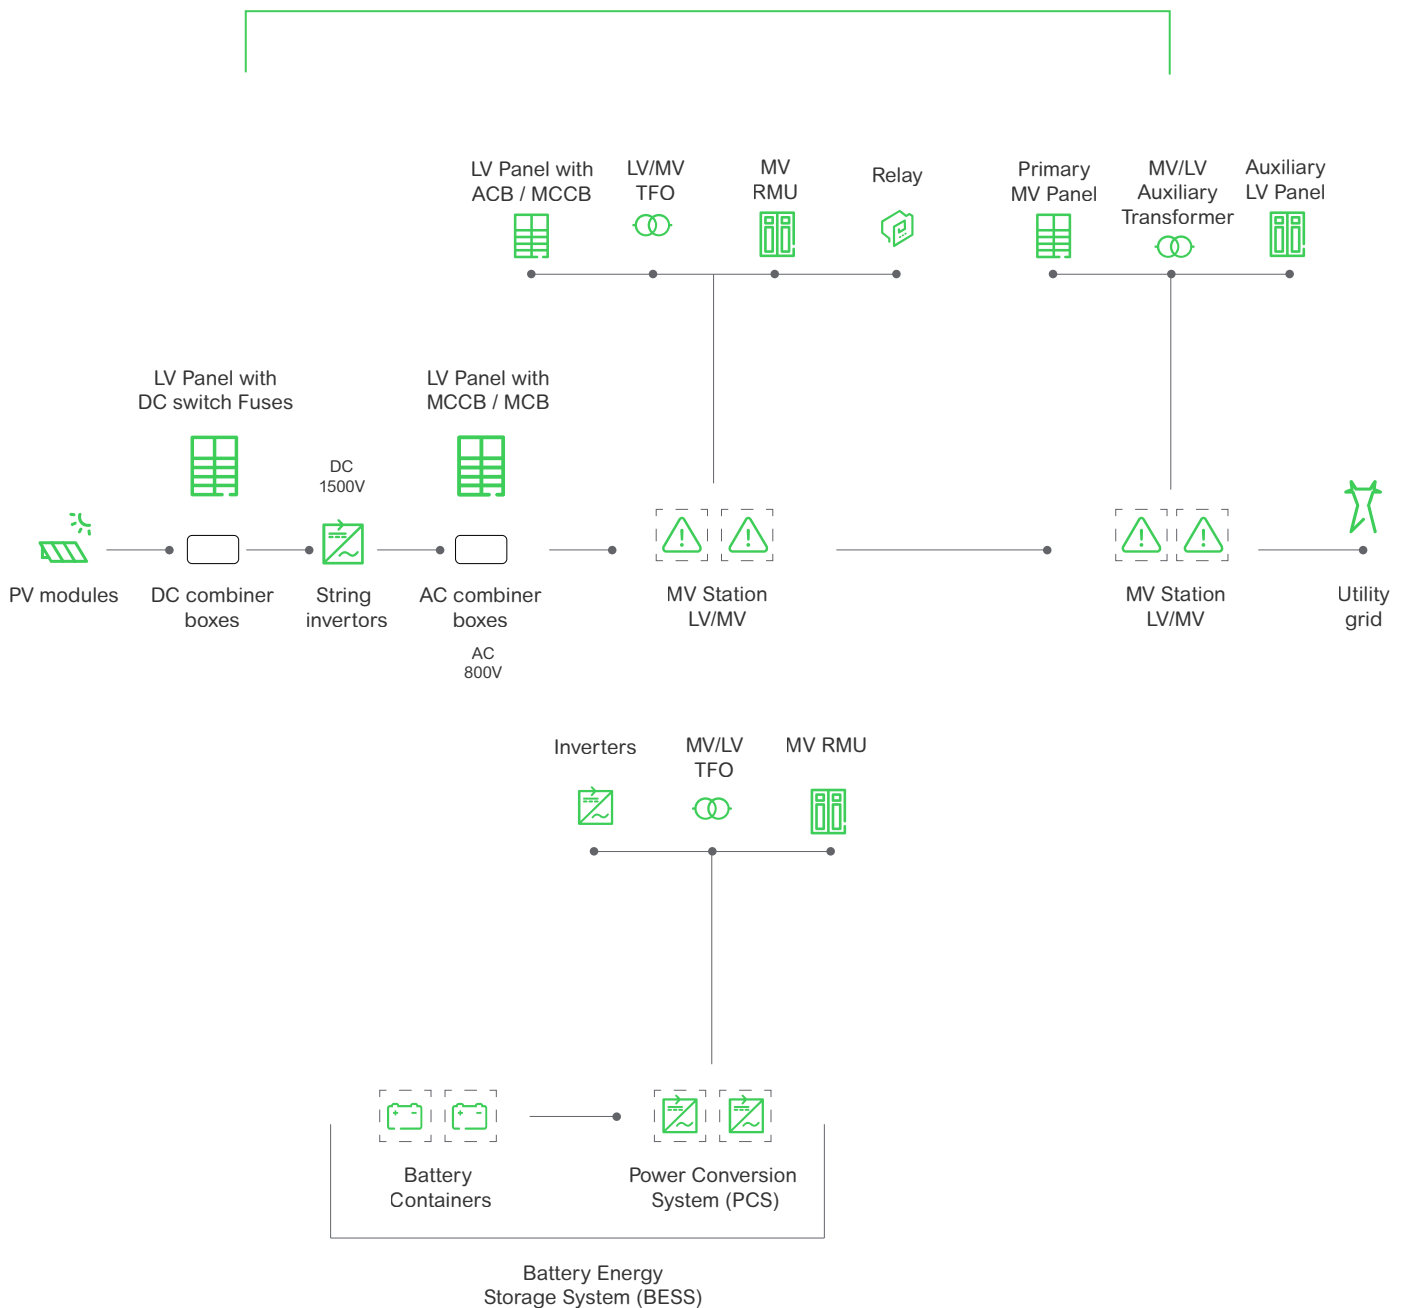 LV Panel with
ACB / MCCB
LV/MV
TFO
MV
RMU
Relay
Primary
MV Panel
MV/LV
Auxiliary
Transformer
Auxiliary
LV Panel
LV Panel with
DC switch Fuses
LV Panel with
MCCB / MCB
DC
1500V
PV modules
DC combiner
boxes
String
invertors
AC combiner
boxes
AC
800V
MV Station
LV/MV
MV Station
LV/MV
Utility
grid
Inverters
MV/LV
TFO
MV RMU
Battery
Containers
Power Conversion
System (PCS)
Battery Energy
Storage System (BESS)